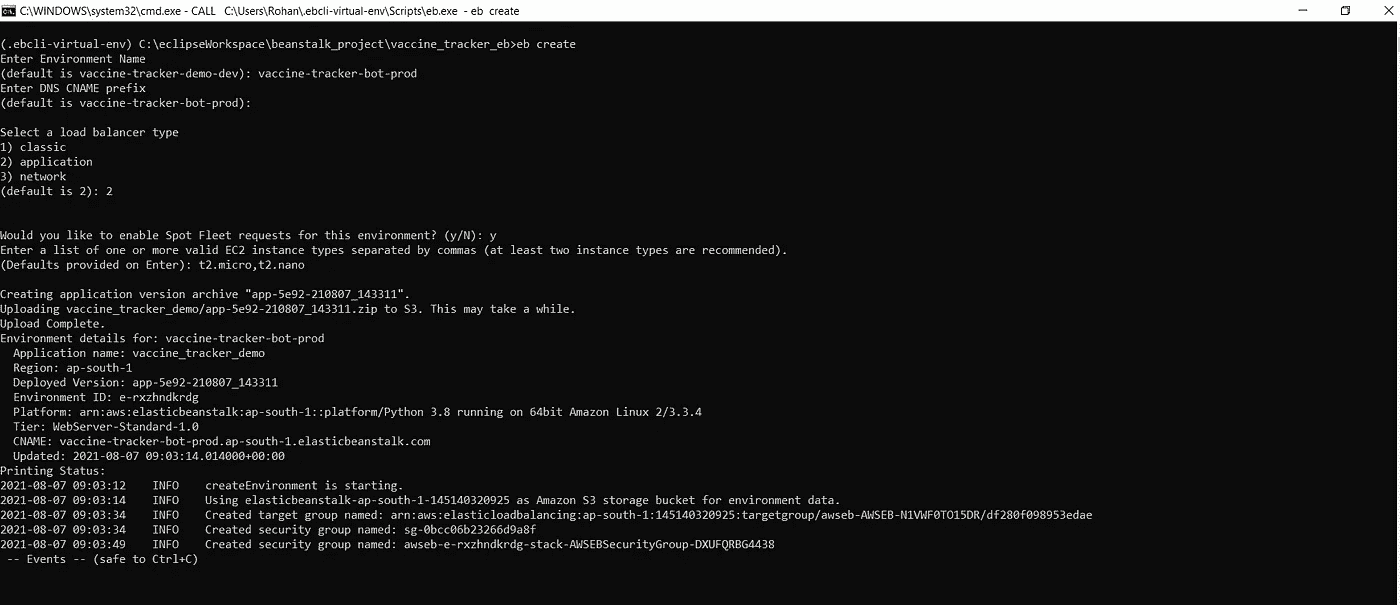 C:\WINDOWS\system32\cmd.exe - CALL C:\Users\Rohan\.ebcli-virtual-env\Scripts\eb.exe - eb create
(.ebcli-virtual-env) C:\eclipseWorkspace\beanstalk_project\vaccine_tracker_eb>eb create
Enter Environment Name
(default is vaccine-tracker-demo-dev): vaccine-tracker-bot-prod
Enter DNS CNAME prefix
(default is vaccine-tracker-bot-prod):
Select a load balancer type
1) classic
2) application
3) network
(default is 2): 2
Would you like to enable Spot Fleet requests for this environment? (y/N): y
Enter a list of one or more valid EC2 instance types separated by commas (at least two instance types are recommended).
(Defaults provided on Enter): t2.micro,t2.nano
Creating application version archive "app-5e92-210807_143311".
Uploading vaccine_tracker_demo/app-5e92-210807_143311.zip to S3. This may take a while.
Upload Complete.
Environment details for: vaccine-tracker-bot-prod
  Application name: vaccine_tracker_demo
  Region: ap-south-1
  Deployed Version: app-5e92-210807_143311
  Environment ID: e-rxzhndkrdg
  Platform: arn:aws:elasticbeanstalk:ap-south-1::platform/Python 3.8 running on 64bit Amazon Linux 2/3.3.4
  Tier: WebServer-Standard-1.0
  CNAME: vaccine-tracker-bot-prod.ap-south-1.elasticbeanstalk.com
  Updated: 2021-08-07 09:03:14.014000+00:00
Printing Status:
2021-08-07 09:03:12    INFO    createEnvironment is starting.
2021-08-07 09:03:14    INFO    Using elasticbeanstalk-ap-south-1-145140320925 as Amazon S3 storage bucket for environment data.
2021-08-07 09:03:34    INFO    Created target group named: arn:aws:elasticloadbalancing:ap-south-1:145140320925:targetgroup/awseb-AWSEB-N1VWF0TO15DR/df280f098953edae
2021-08-07 09:03:34    INFO    Created security group named: sg-0bcc06b23266d9a8f
2021-08-07 09:03:49    INFO    Created security group named: awseb-e-rxzhndkrdg-stack-AWSEBSecurityGroup-DXUFQRBG4438
 -- Events -- (safe to Ctrl+C)